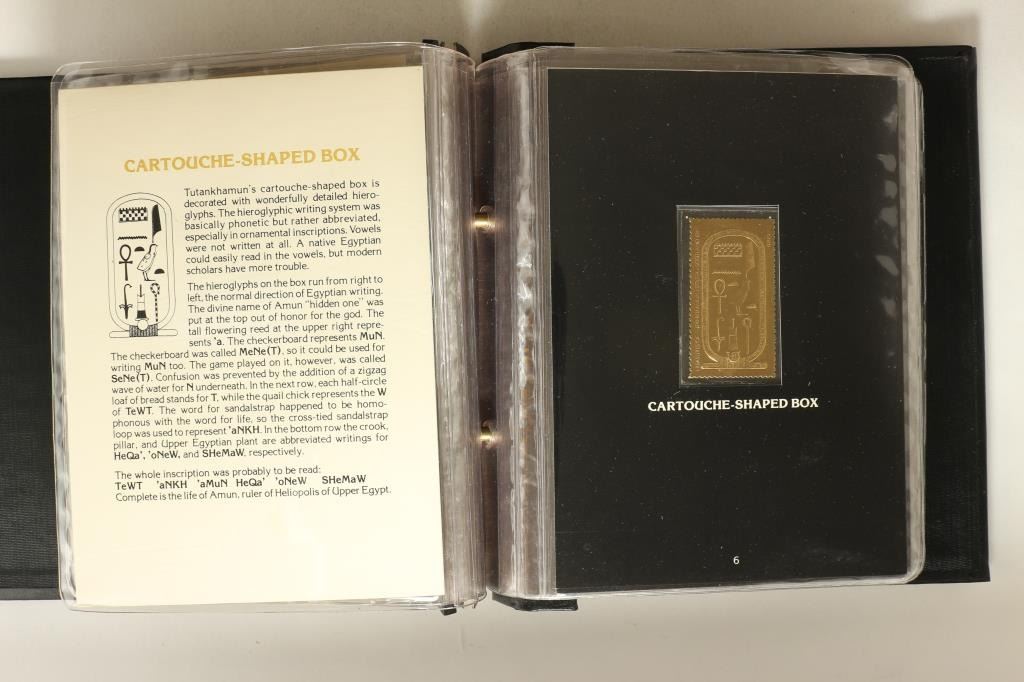 CARTOUCHE-SHAPED BOX
Tutankhamun's cartouche-shaped box is
decorated with wonderfully detailed hiero-
glyphs. The hieroglyphic writing system was
basically phonetic but rather abbreviated,
especially in ornamental inscriptions. Vowels
were not written at all. A native Egyptian
could easily read in the vowels, but modern
scholars have more trouble.
The hieroglyphs on the box run from right to
left, the normal direction of Egyptian writing.
The divine name of Amun "hidden one" was
put at the top out of honor for the god. The
tall flowering reed at the upper right repre-
sents 'a. The checkerboard represents MuN.
The checkerboard was called MeNe(T), so it could be used for
writing MuN too. The game played on it, however, was called
SeNe(T). Confusion was prevented by the addition of a zigzag
wave of water for N underneath. In the next row, each half-circle
loaf of bread stands for T, while the quail chick represents the W
of TeWT. The word for sandalstrap happened to be homo-
phonous with the word for life, so the cross-tied sandalstrap
loop was used to represent 'aNKH. In the bottom row the crook,
pillar, and Upper Egyptian plant are abbreviated writings for
HeQa', 'oNeW, and SHeMaW, respectively.
The whole inscription was probably to be read:
TeWT 'aNKH 'aMuN HeQa' 'oNeW SHeMaW
Complete is the life of Amun, ruler of Heliopolis of Upper Egypt.
CARTOUCHE-SHAPED BOX
6